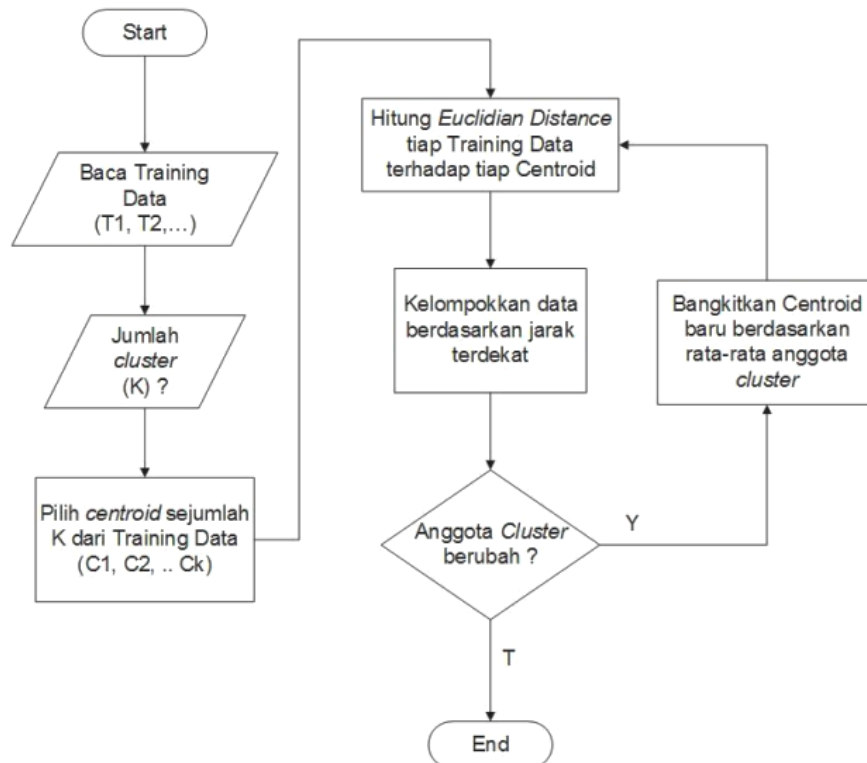 Start
Baca Training
Data
(T1, T2,...)
Jumlah
cluster
(K) ?
Pilih centroid sejumlah
K dari Training Data
(C1, C2, .. Ck)
Hitung Euclidian Distance
tiap Training Data
terhadap tiap Centroid
Kelompokkan data
berdasarkan jarak
terdekat
Anggota Cluster
berubah ?
Y
Bangkitkan Centroid
baru berdasarkan
rata-rata anggota
cluster
T
End